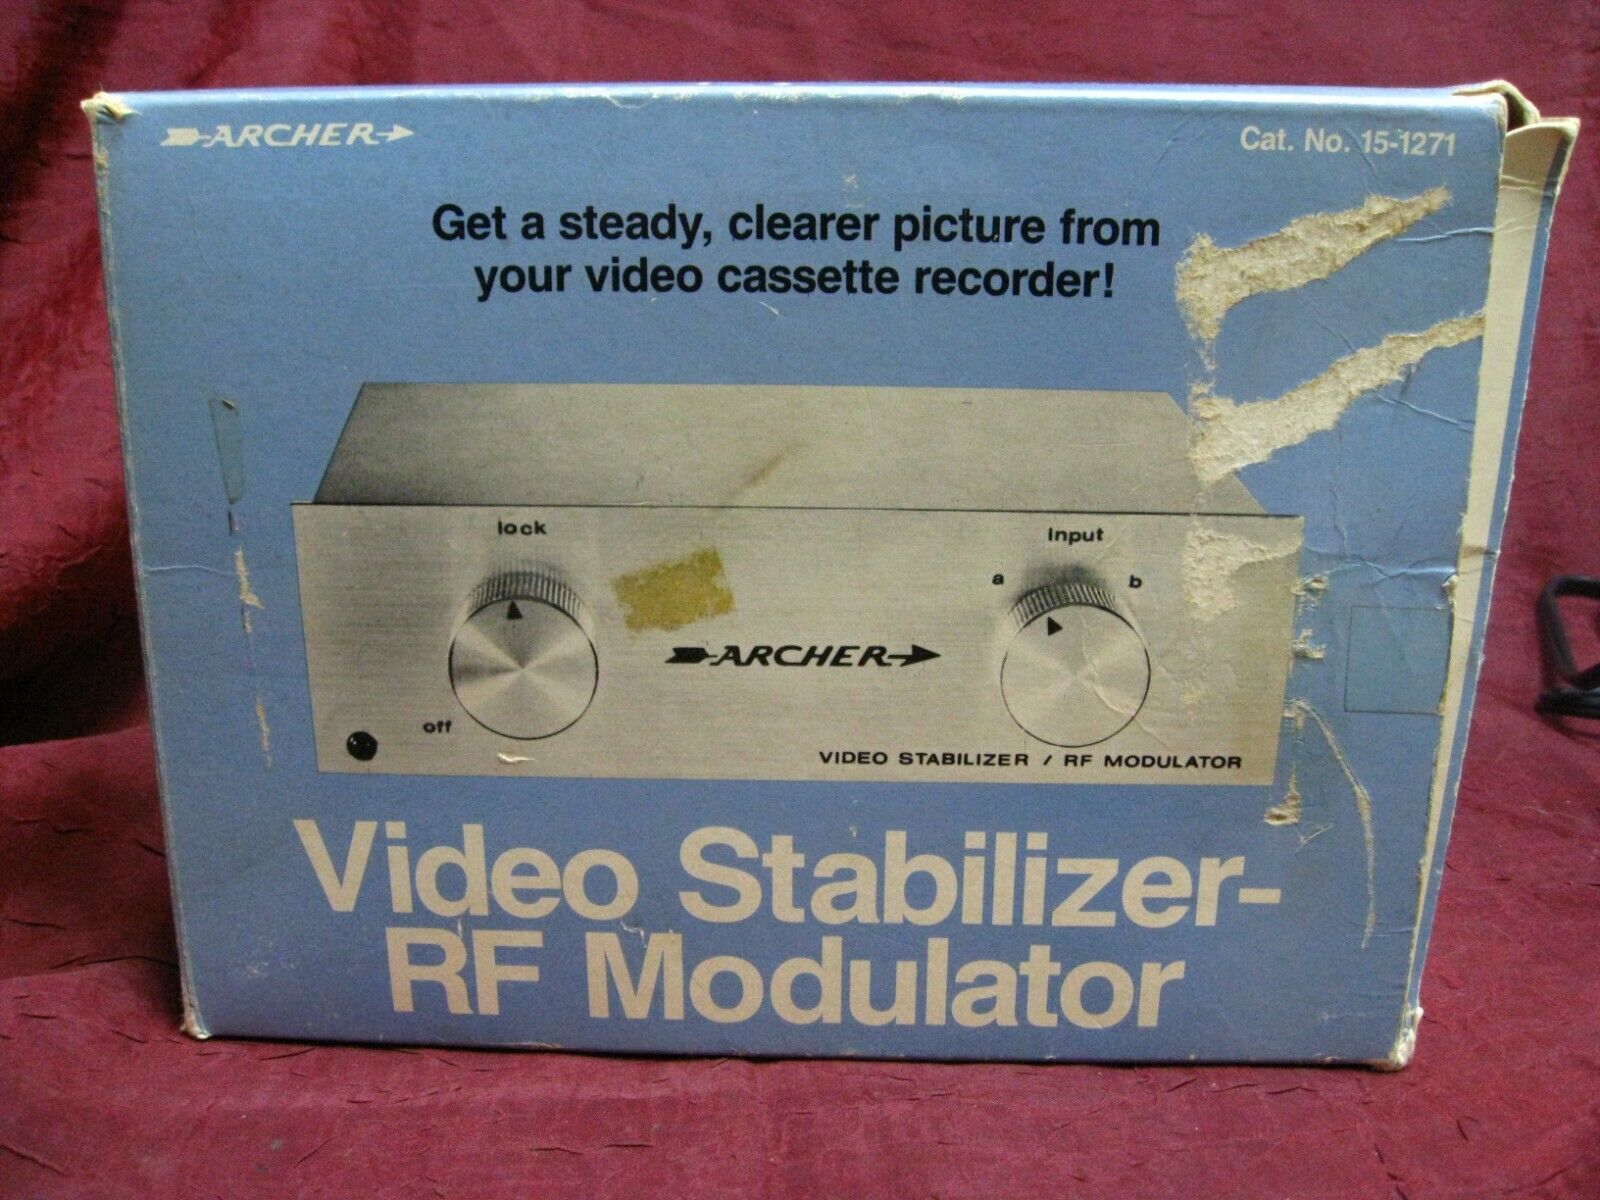 ARCHER
Cat. No. 15-1271
Get a steady, clearer picture from
your video cassette recorder!
lock
Input
a
b
ARCHER
off
VIDEO STABILIZER / RF MODULATOR
Video Stabilizer-
RF Modulator